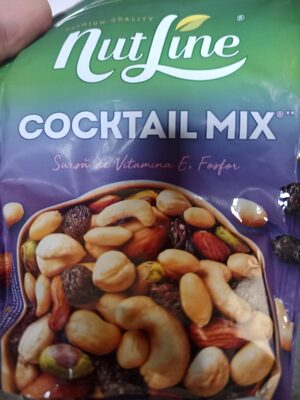 PREMIUM QUALITY
NutLine®
COCKTAIL MIX®**
Sursă de Vitamina E, Fosfor